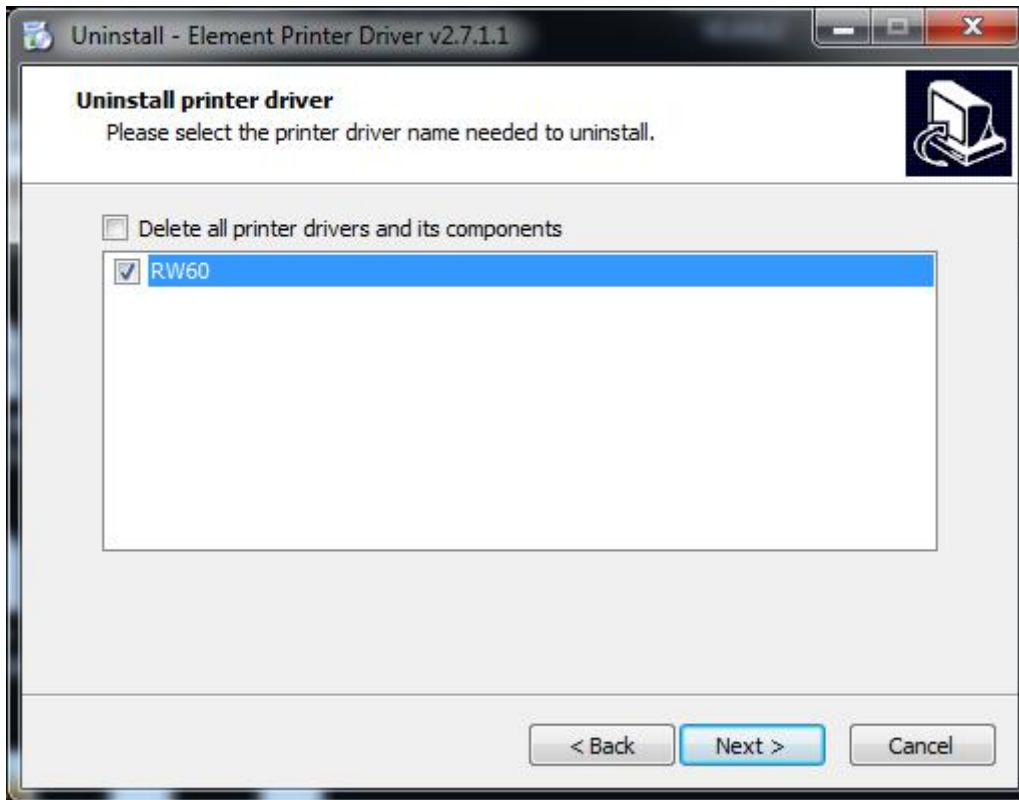 Uninstall - Element Printer Driver v2.7.1.1
Uninstall printer driver
Please select the printer driver name needed to uninstall.
Delete all printer drivers and its components
RW60
< Back Next > Cancel